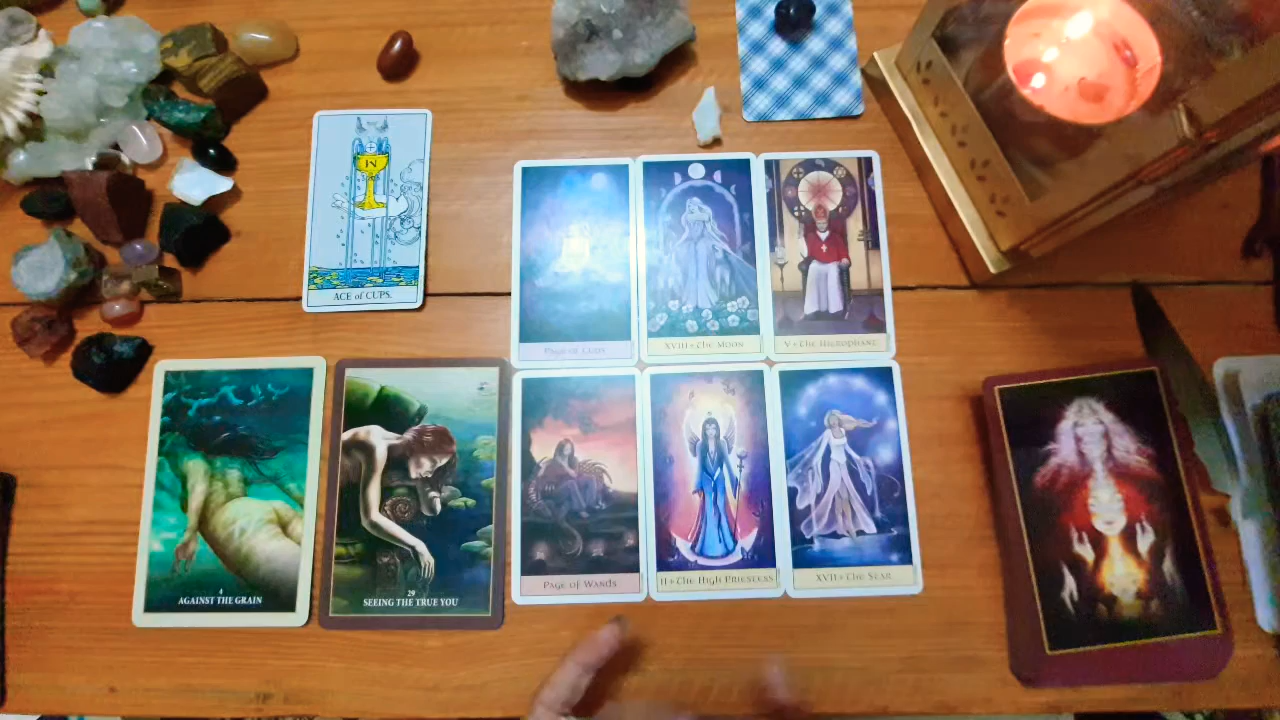 ACE of CUPS.
PAGE OF CUPS
XVIII • THE MOON
V • THE HIEROPHANT
4
AGAINST THE GRAIN
29
SEEING THE TRUE YOU
PAGE OF WANDS
II • THE HIGH PRIESTESS
XVII • THE STAR